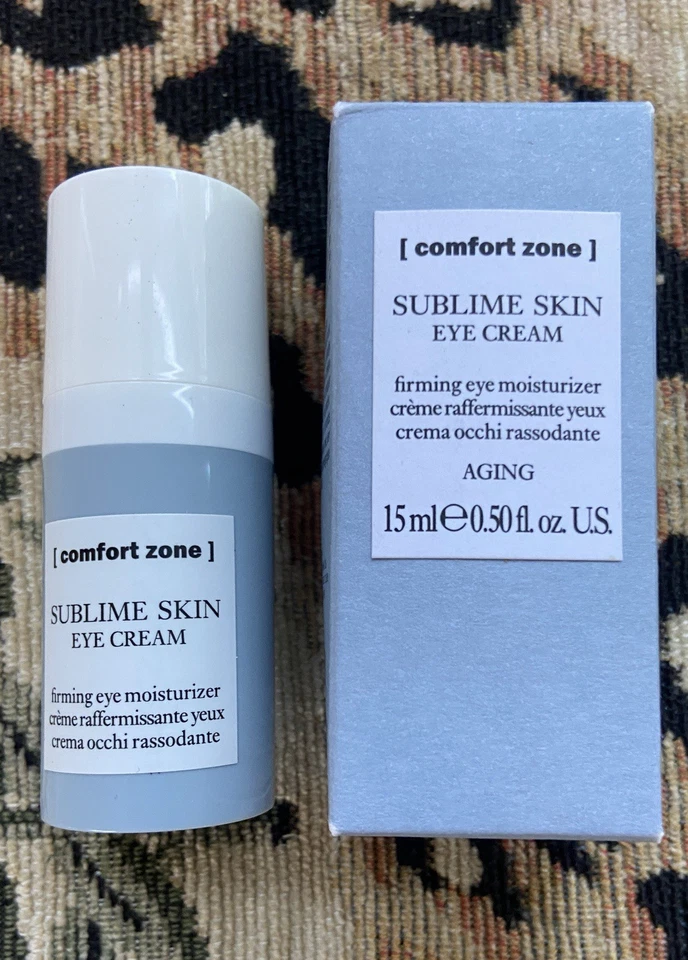 [ comfort zone ]
SUBLIME SKIN
EYE CREAM
firming eye moisturizer
crème raffermissante yeux
crema occhi rassodante
[ comfort zone ]
SUBLIME SKIN
EYE CREAM
firming eye moisturizer
crème raffermissante yeux
crema occhi rassodante
AGING
15 ml℮0.50 fl. oz. U.S.